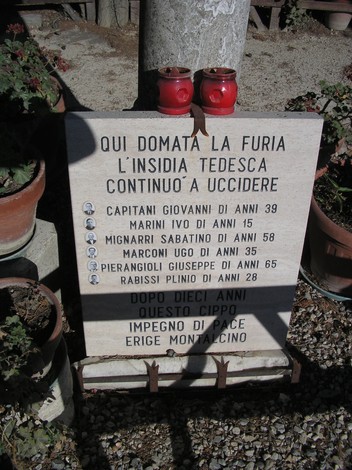 QUI DOMATA LA FURIA
L'INSIDIA TEDESCA
CONTINUO' A UCCIDERE
CAPITANI GIOVANNI DI ANNI 39
MARINI IVO DI ANNI 15
MIGNARRI SABATINO DI ANNI 58
MARCONI UGO DI ANNI 35
PIERANGIOLI GIUSEPPE DI ANNI 65
RABISSI PLINIO DI ANNI 28
DOPO DIECI ANNI
QUESTO CIPPO
IMPEGNO DI PACE
ERIGE MONTALCINO